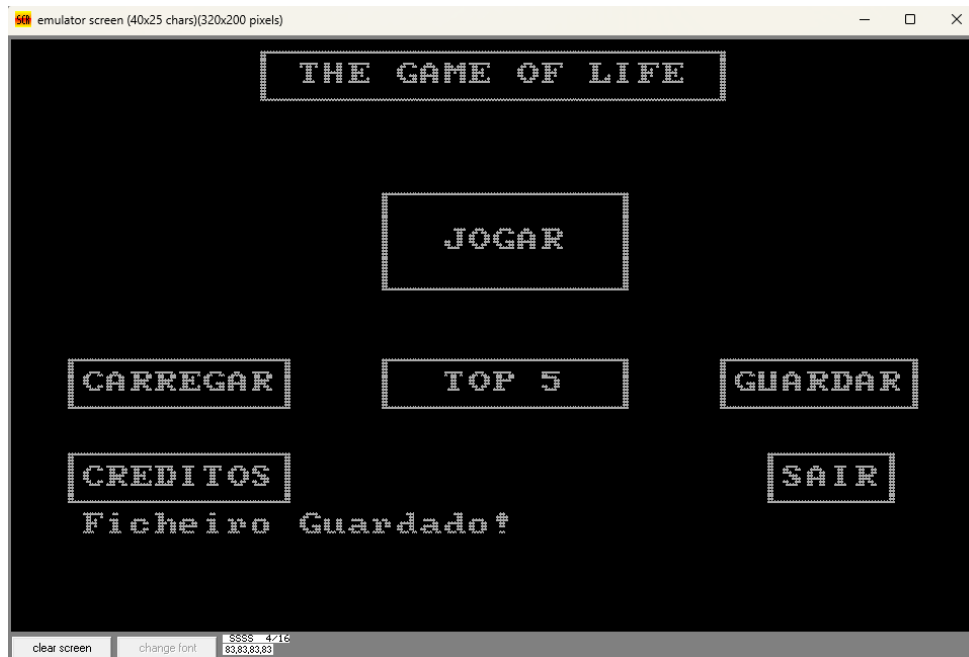 emulator screen (40x25 chars)(320x200 pixels)
THE GAME OF LIFE
JOGAR
CARREGAR TOP 5 GUARDAR
CREDITOS SAIR
Ficheiro Guardado!
clear screen change font SSSS 4/16
83,83,83,83